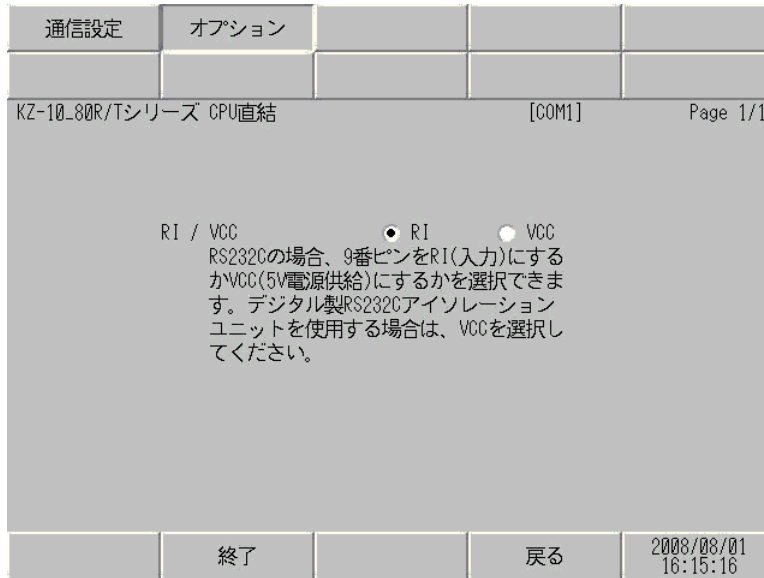 通信設定 オプション
KZ-10_80R/Tシリーズ CPU直結 [COM1] Page 1/1
RI / VCC RI VCC
RS232Cの場合、9番ピンをRI(入力)にする
かVCC(5V電源供給)にするかを選択できま
す。デジタル製RS232Cアイソレーション
ユニットを使用する場合は、VCCを選択し
てください。
終了 戻る 2008/08/01
16:15:16